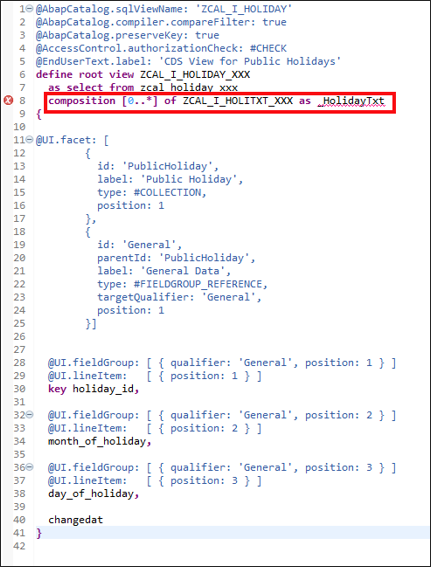 1 @AbapCatalog.sqlViewName: 'ZCAL_I_HOLIDAY'
2 @AbapCatalog.compiler.compareFilter: true
3 @AbapCatalog.preserveKey: true
4 @AccessControl.authorizationCheck: #CHECK
5 @EndUserText.label: 'CDS View for Public Holidays'
6 define root view ZCAL_I_HOLIDAY_XXX
7 as select from zcal_holiday_xxx
8 composition [0..*] of ZCAL_I_HOLITXT_XXX as _HolidayTxt
9 {
10
11 @UI.facet: [
12 {
13 id: 'PublicHoliday',
14 label: 'Public Holiday',
15 type: #COLLECTION,
16 position: 1
17 },
18 {
19 id: 'General',
20 parentId: 'PublicHoliday',
21 label: 'General Data',
22 type: #FIELDGROUP_REFERENCE,
23 targetQualifier: 'General',
24 position: 1
25 }]
26
27
28 @UI.fieldGroup: [ { qualifier: 'General', position: 1 } ]
29 @UI.lineItem: [ { position: 1 } ]
30 key holiday_id,
31
32 @UI.fieldGroup: [ { qualifier: 'General', position: 2 } ]
33 @UI.lineItem: [ { position: 2 } ]
34 month_of_holiday,
35
36 @UI.fieldGroup: [ { qualifier: 'General', position: 3 } ]
37 @UI.lineItem: [ { position: 3 } ]
38 day_of_holiday,
39
40 changedat
41 }
42